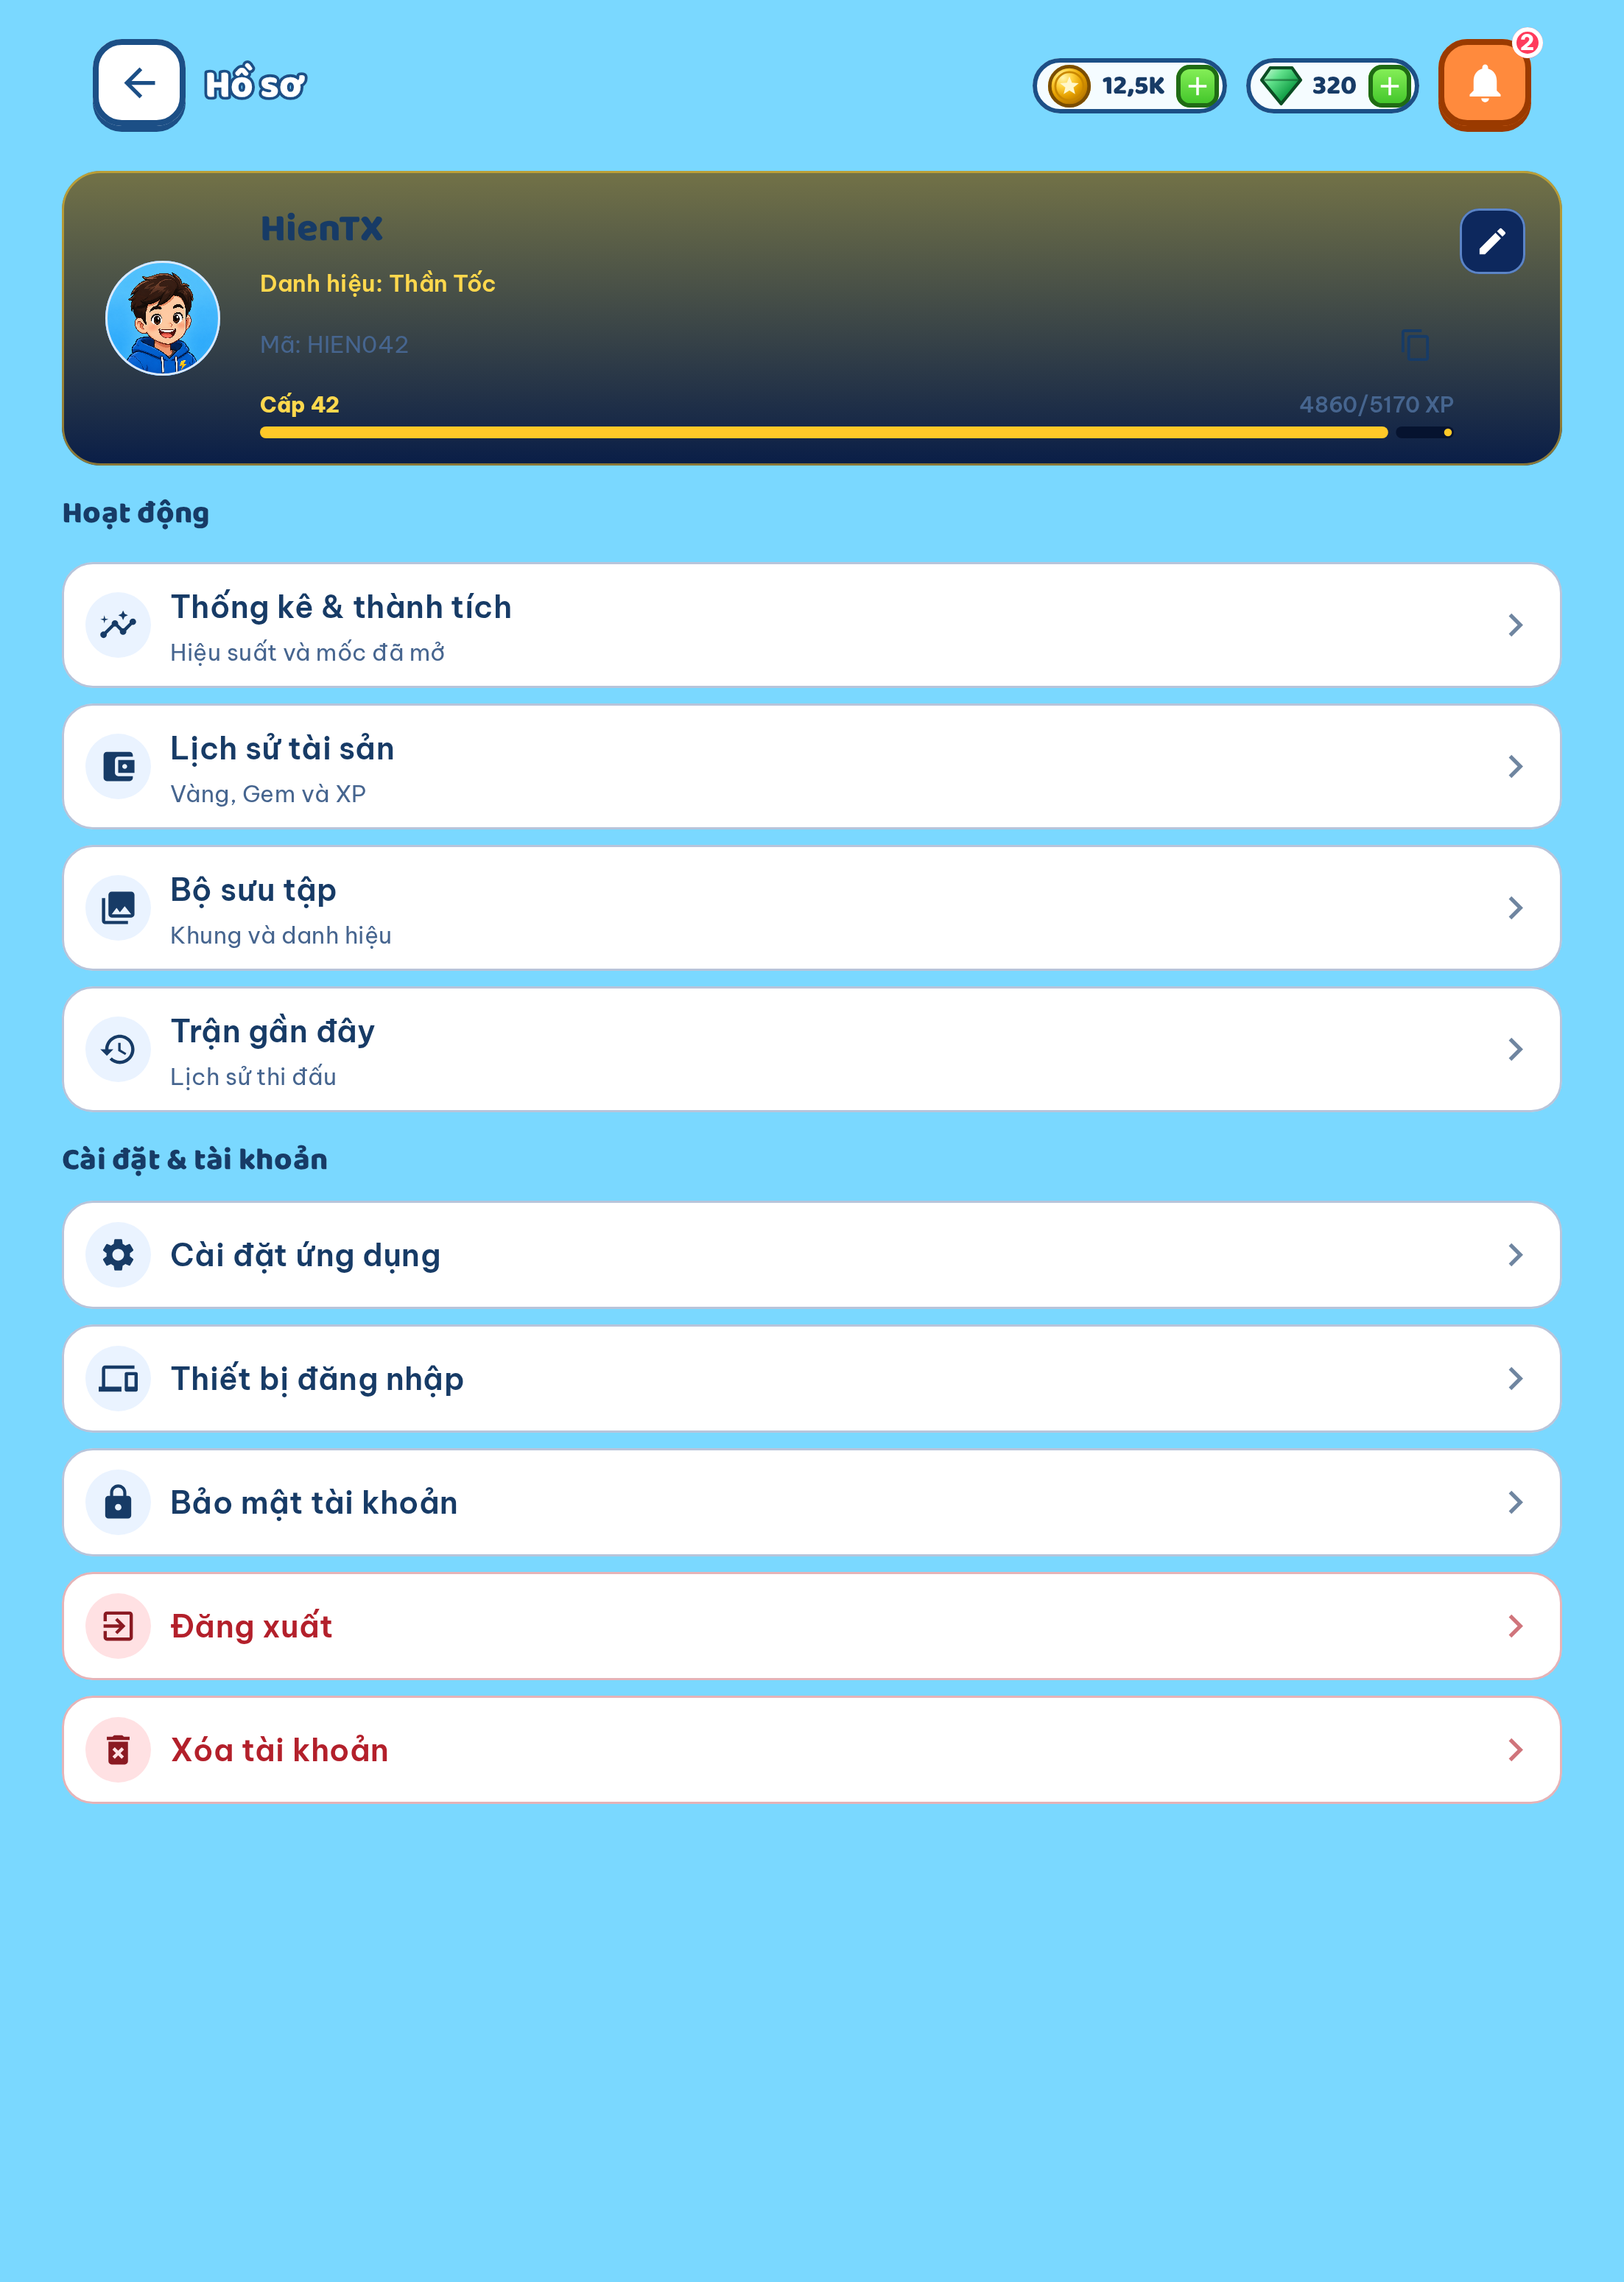 Hồ sơ
12,5K
320
2
HienTX
Danh hiệu: Thần Tốc
Mã: HIEN042
Cấp 42
4860/5170 XP
Hoạt động
Thống kê & thành tích
Hiệu suất và mốc đã mở
Lịch sử tài sản
Vàng, Gem và XP
Bộ sưu tập
Khung và danh hiệu
Trận gần đây
Lịch sử thi đấu
Cài đặt & tài khoản
Cài đặt ứng dụng
Thiết bị đăng nhập
Bảo mật tài khoản
Đăng xuất
Xóa tài khoản